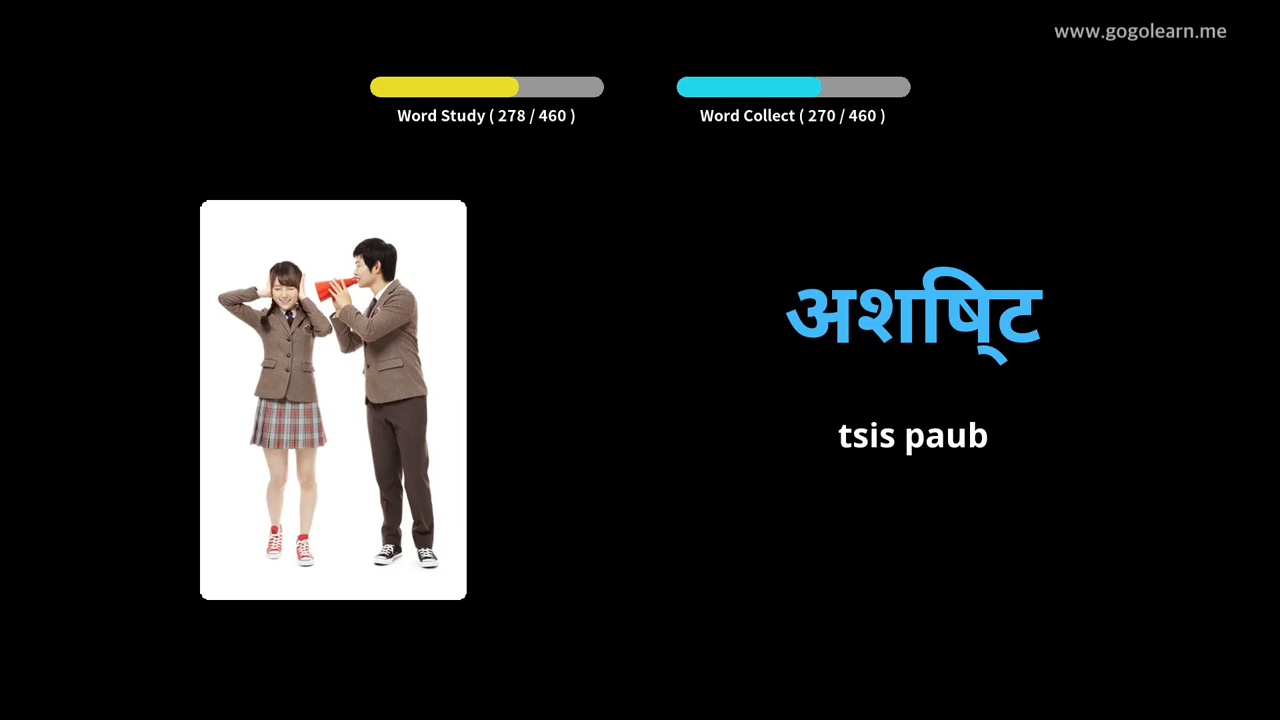 www.gogolearn.me
Word Study ( 278 / 460 )
Word Collect ( 270 / 460 )
अशषि्ट
tsis paub